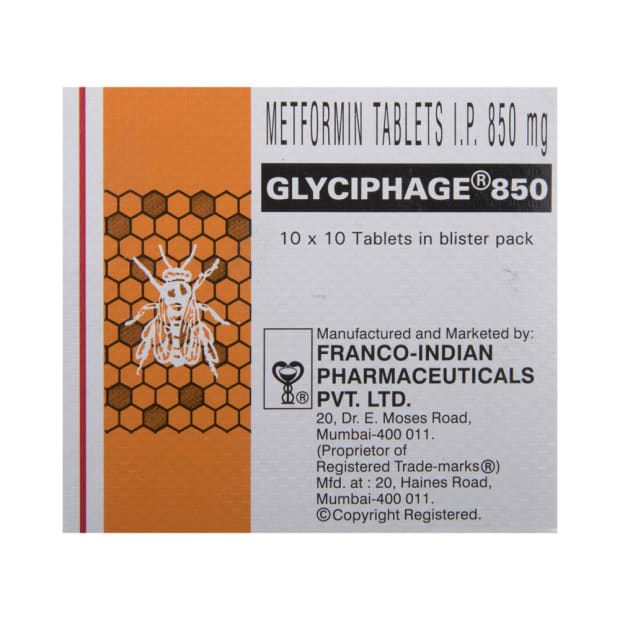 METFORMIN TABLETS I.P. 850 mg
GLYCIPHAGE® 850
10 x 10 Tablets in blister pack
Manufactured and Marketed by:
FRANCO-INDIAN
PHARMACEUTICALS
PVT. LTD.
®
20, Dr. E. Moses Road,
Mumbai-400 011.
(Proprietor of
Registered Trade-marks®)
Mfd. at : 20, Haines Road,
Mumbai-400 011.
©Copyright Registered.